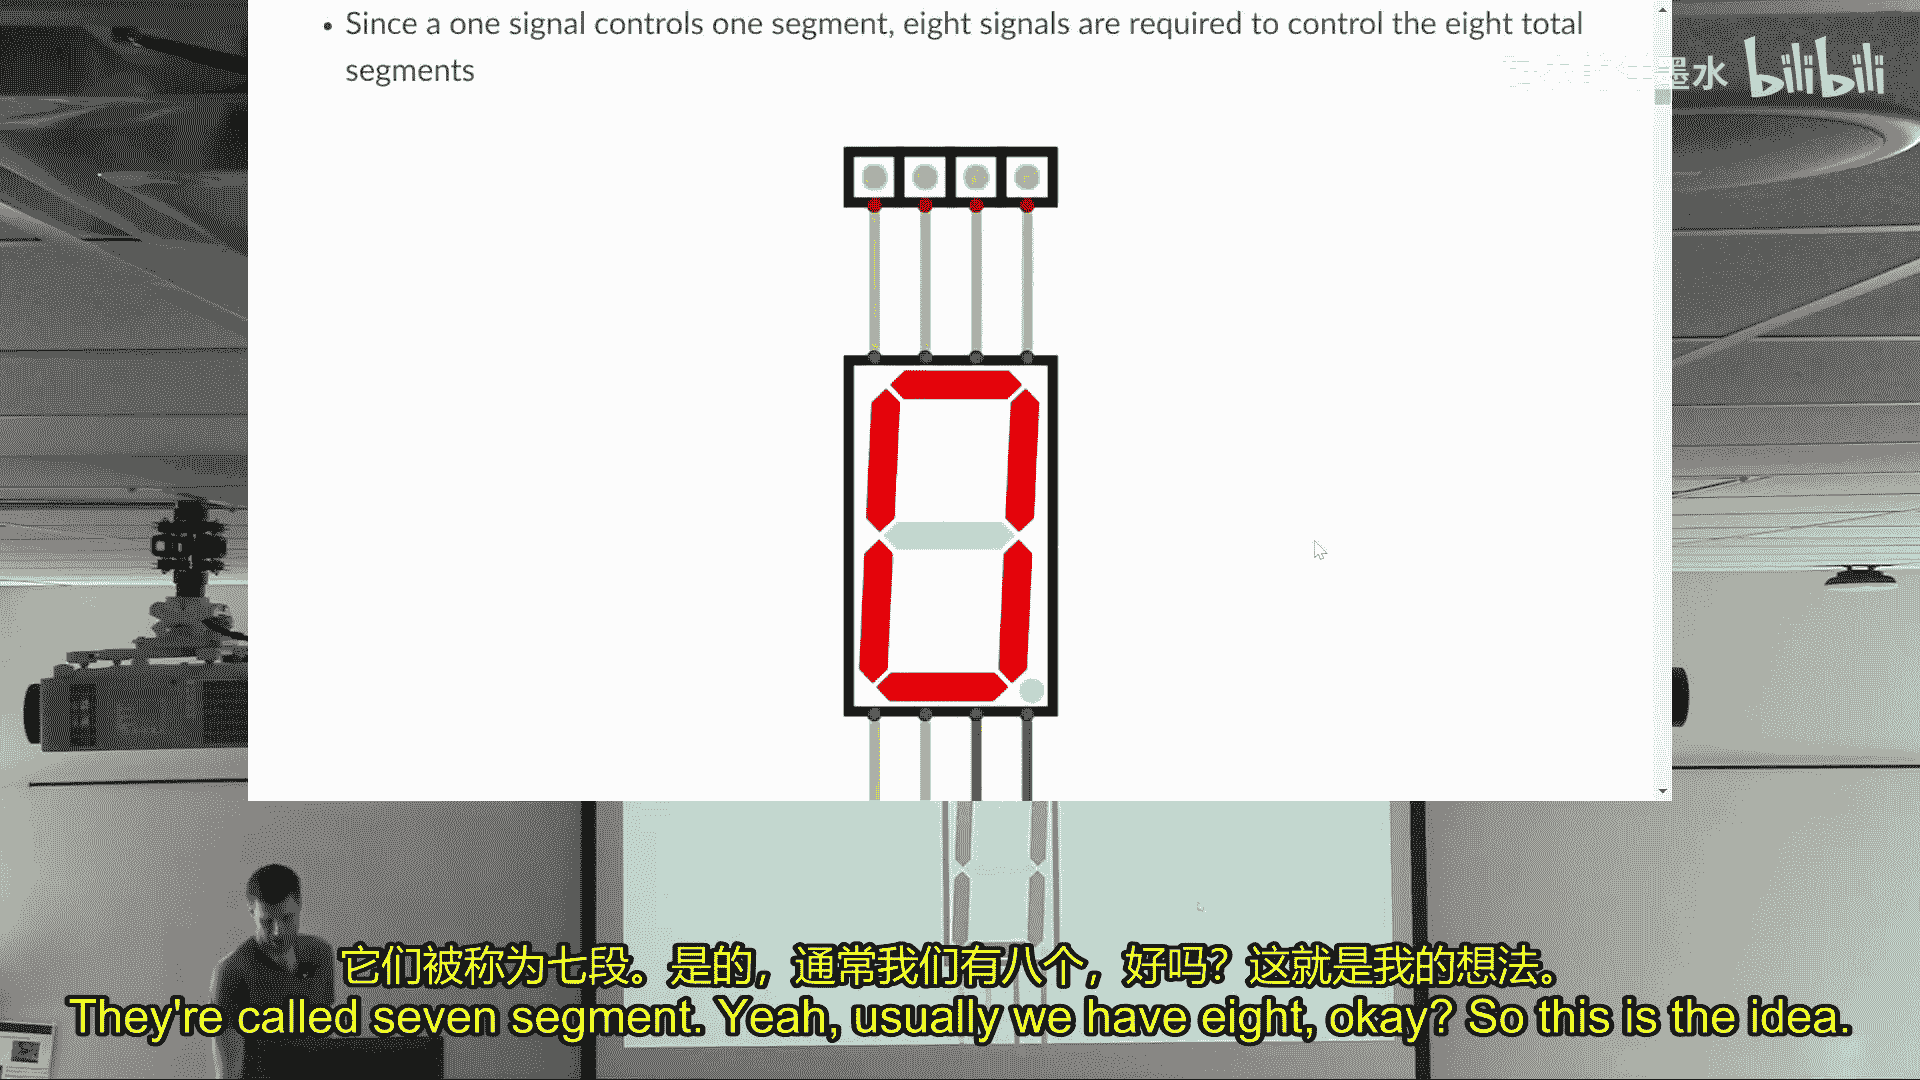 Since a one signal controls one segment, eight signals are required to control the eight total
segments
墨水 bilibili
它们被称为七段。是的，通常我们有八个，好吗？这就是我的想法。
They're called seven segment. Yeah, usually we have eight, okay? So this is the idea.